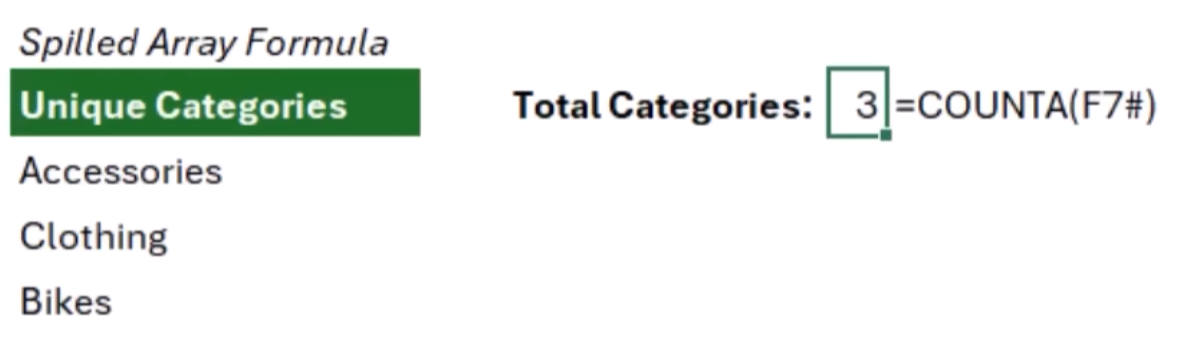 Spilled Array Formula
Unique Categories
Total Categories: 3 =COUNTA(F7#)
Accessories
Clothing
Bikes